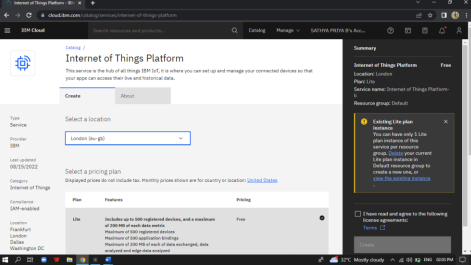 Internet of Things Platform - IB
cloud.ibm.com/catalog/services/internet-of-things-platform
IBM Cloud
Search resources and products...
Catalog
Manage
SATHYA PRIYA B's Acc...
Catalog /
Internet of Things Platform
This service is the hub of all things IBM IoT, it is where you can set up and manage your connected devices so that
your apps can access their live and historical data.
Create
About
Type
Service
Provider
IBM
Last updated
08/15/2022
Category
Internet of Things
Compliance
IAM-enabled
Location
Frankfurt
London
Dallas
Washington DC
Select a location
London (eu-gb)
Select a pricing plan
Displayed prices do not include tax. Monthly prices shown are for country or location: United States
Plan
Features
Pricing
Lite
Includes up to 500 registered devices, and a maximum
of 200 MB of each data metric
Maximum of 500 registered devices
Maximum of 500 application bindings
Maximum of 200 MB of each of data exchanged, data
analyzed and edge data analyzed
Free
Summary
Internet of Things Platform
Free
Location: London
Plan: Lite
Service name: Internet of Things Platform-
Resource group: Default
Existing Lite plan
instance
You can have only 1 Lite
plan instance of this
service per resource
group. Delete your current
Lite plan instance in
Default resource group to
create a new one, or
view the existing instance
.
I have read and agree to the following
license agreements:
Terms
Create
32°C Mostly cloudy
ENG